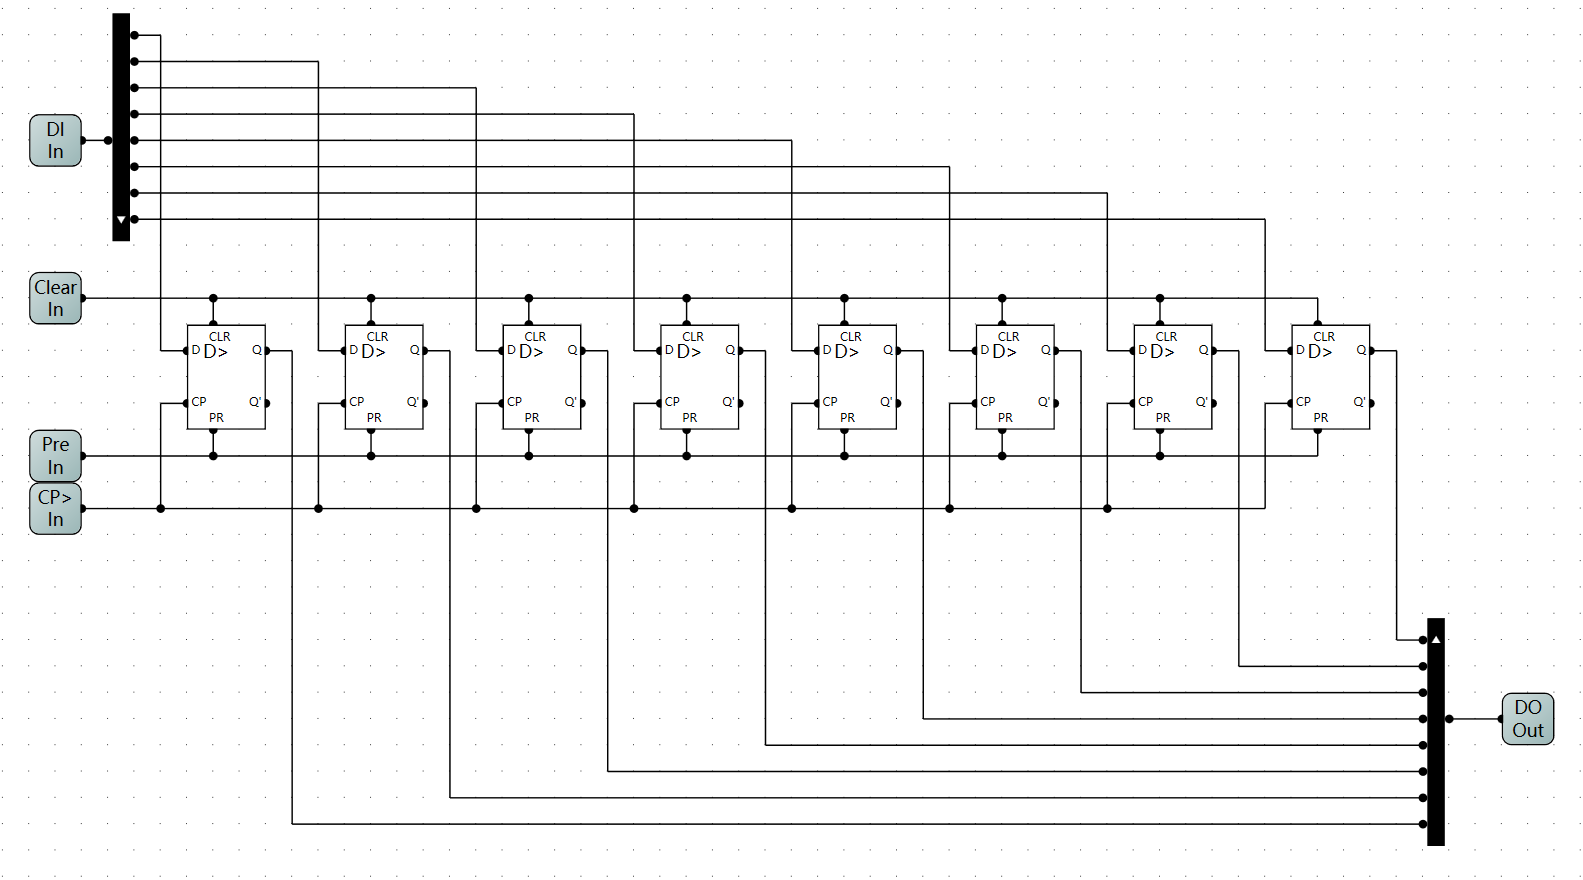 DI
In
Clear
In
CLR CLR CLR CLR CLR CLR CLR CLR
D D> Q D D> Q D D> Q D D> Q D D> Q D D> Q D D> Q D D> Q
CP Q' CP Q' CP Q' CP Q' CP Q' CP Q' CP Q' CP Q'
PR PR PR PR PR PR PR PR
Pre
In
CP>
In
DO
Out